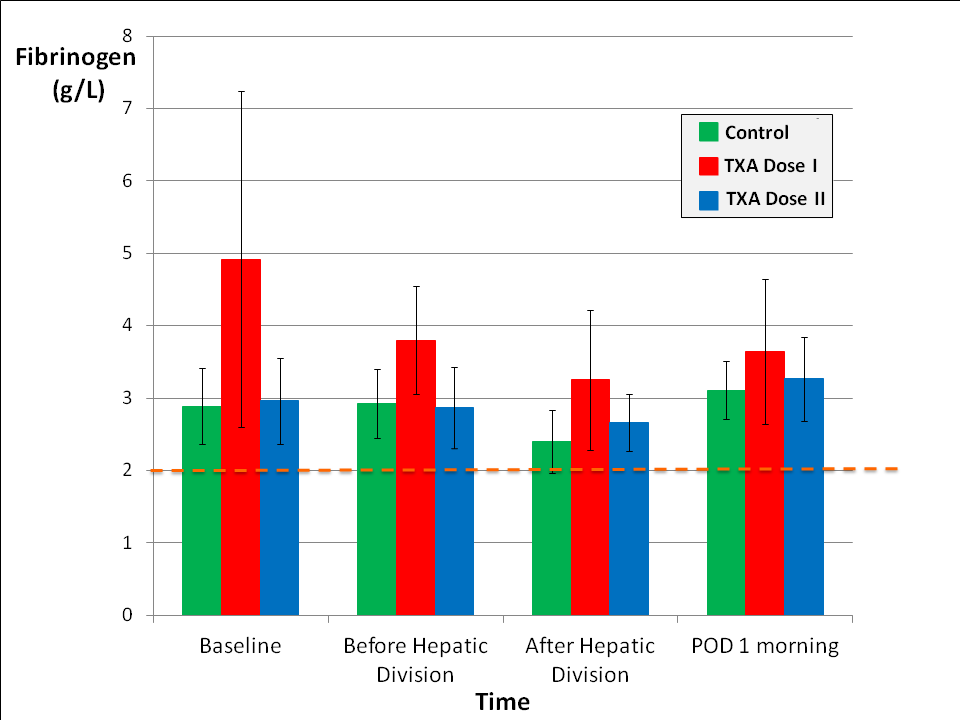 Fibrinogen
(g/L)
8
7
6
5
4
3
2
1
0
Control
TXA Dose I
TXA Dose II
Baseline
Before Hepatic
Division
After Hepatic
Division
POD 1 morning
Time